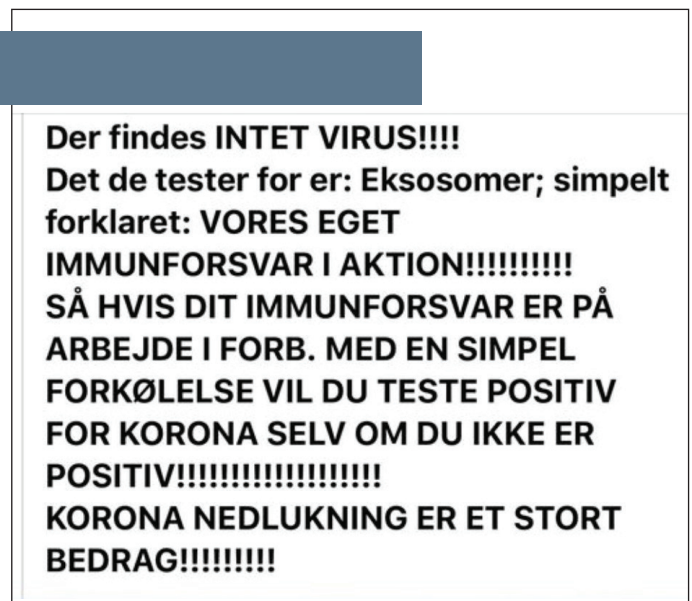 Der findes INTET VIRUS!!!!
Det de tester for er: Eksosomer; simpelt
forklaret: VORES EGET
IMMUNFORSVAR I AKTION!!!!!!!!!!
SÅ HVIS DIT IMMUNFORSVAR ER PÅ
ARBEJDE I FORB. MED EN SIMPEL
FORKØLELSE VIL DU TESTE POSITIV
FOR KORONA SELV OM DU IKKE ER
POSITIV!!!!!!!!!!!!!!!!!!!
KORONA NEDLUKNING ER ET STORT
BEDRAG!!!!!!!!!